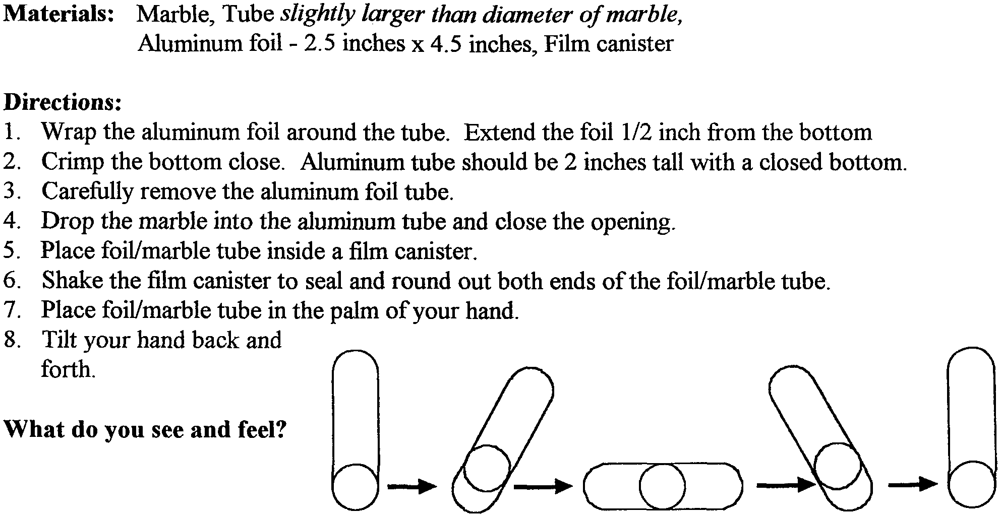 Materials: Marble, Tube slightly larger than diameter of marble,
Aluminum foil - 2.5 inches x 4.5 inches, Film canister
Directions:
1. Wrap the aluminum foil around the tube. Extend the foil 1/2 inch from the bottom
2. Crimp the bottom close. Aluminum tube should be 2 inches tall with a closed bottom.
3. Carefully remove the aluminum foil tube.
4. Drop the marble into the aluminum tube and close the opening.
5. Place foil/marble tube inside a film canister.
6. Shake the film canister to seal and round out both ends of the foil/marble tube.
7. Place foil/marble tube in the palm of your hand.
8. Tilt your hand back and
forth.
What do you see and feel?